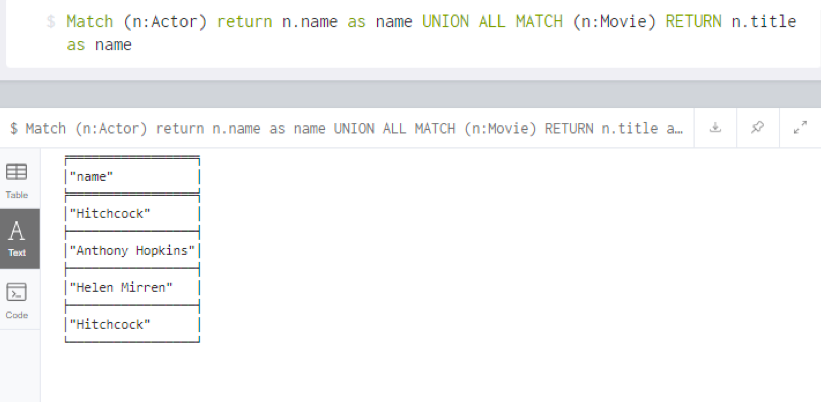 $ Match (n:Actor) return n.name as name UNION ALL MATCH (n:Movie) RETURN n.title
as name
$ Match (n:Actor) return n.name as name UNION ALL MATCH (n:Movie) RETURN n.title a…
Table
Text
Code
"name"
"Hitchcock"
"Anthony Hopkins"
"Helen Mirren"
"Hitchcock"